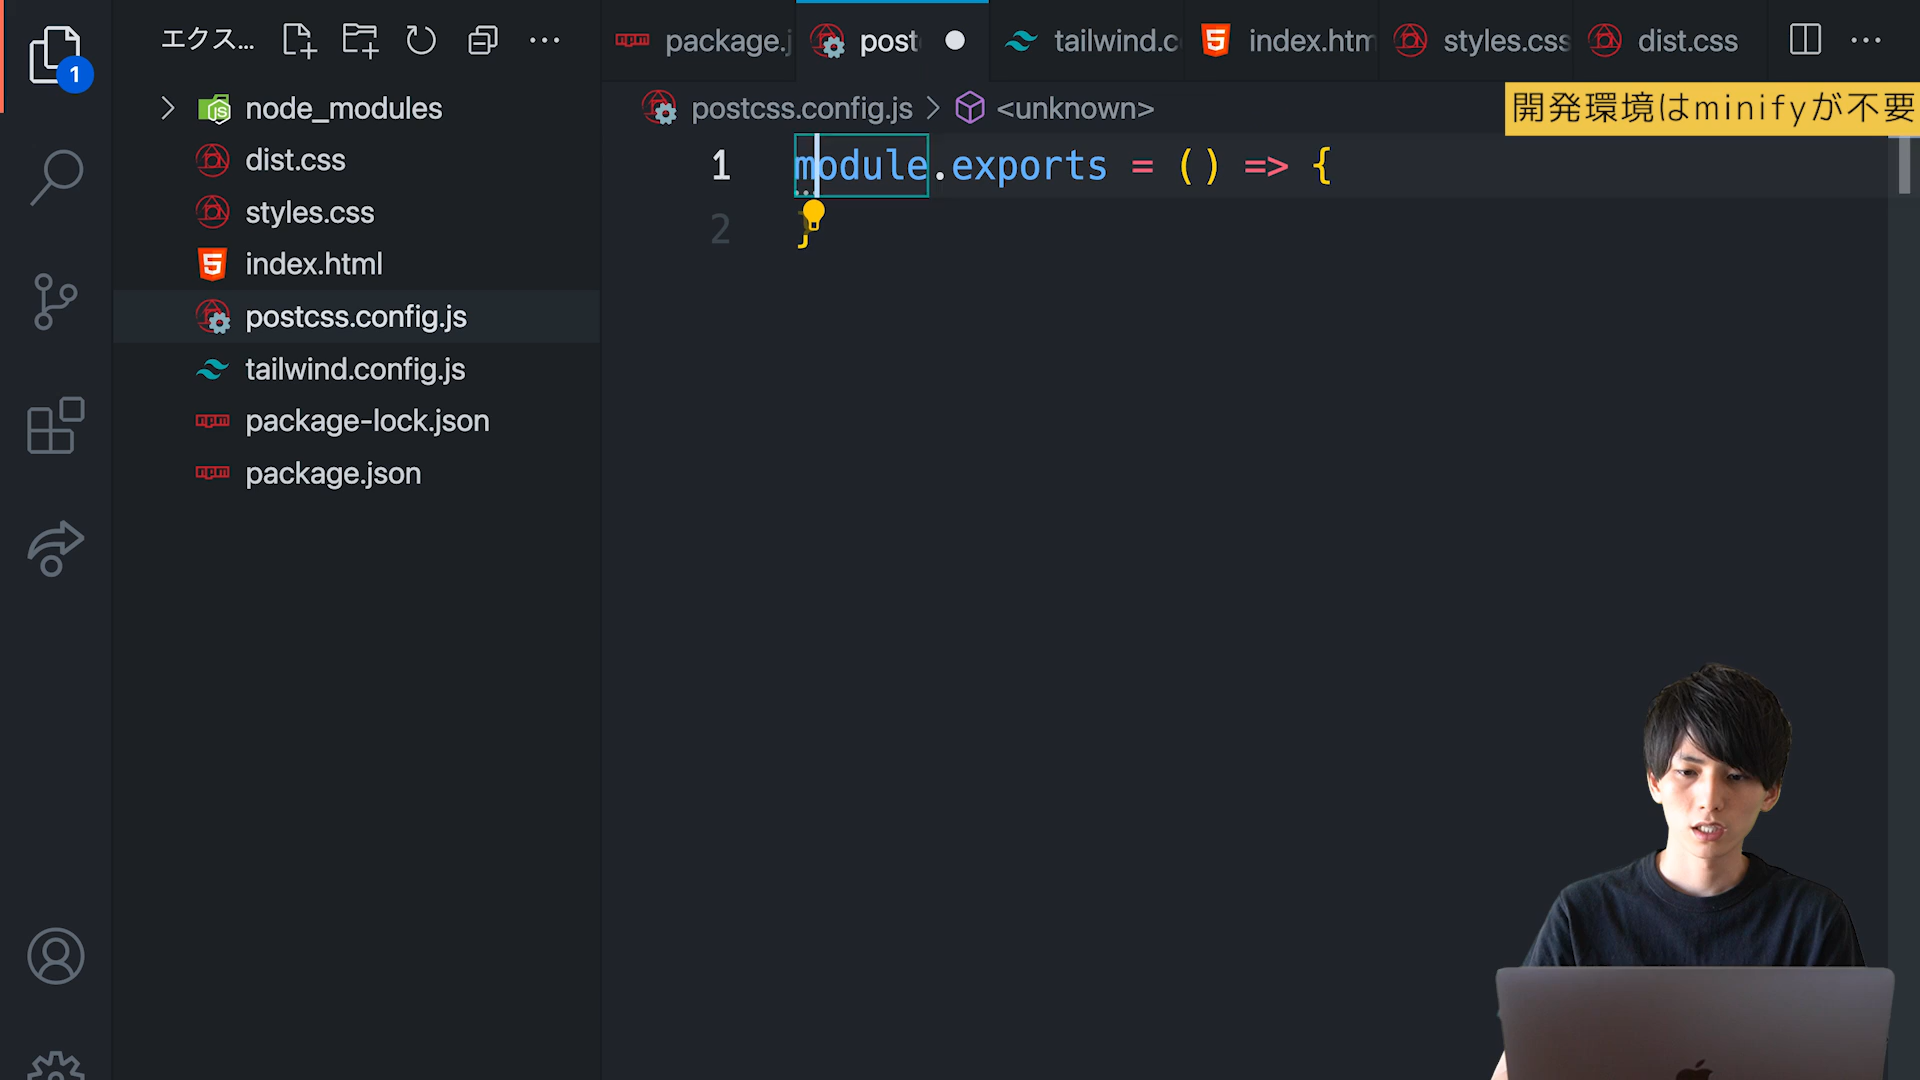 エクス...
package.j
post
tailwind.c
index.htm
styles.css
dist.css
1
node_modules
dist.css
styles.css
index.html
postcss.config.js
tailwind.config.js
package-lock.json
package.json
postcss.config.js > <unknown>
開発環境はminifyが不要
1 module.exports = () => {
2 }